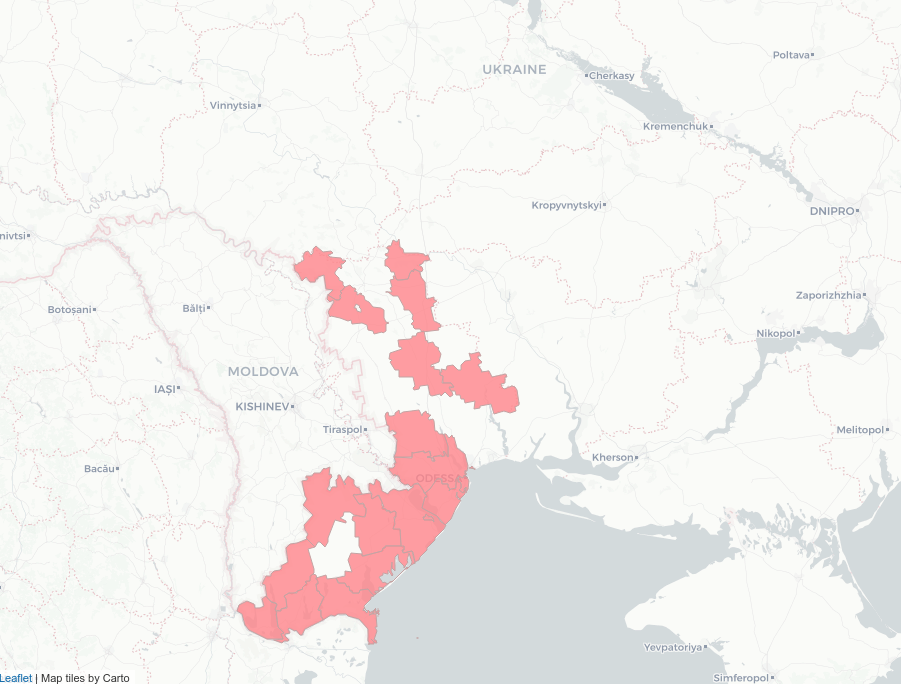 UKRAINE
Poltava
Cherkasy
Vinnytsia
Kremenchuk
Kropyvnytskyi
DNIPRO
nivtsi
Zaporizhzhia
Botoșani
Bălți
Nikopol
MOLDOVA
IAȘI
KISHINEV
Tiraspol
Melitopol
Kherson
Bacău
ODESSA
Yevpatoriya
Simferopol
Leaflet | Map tiles by Carto